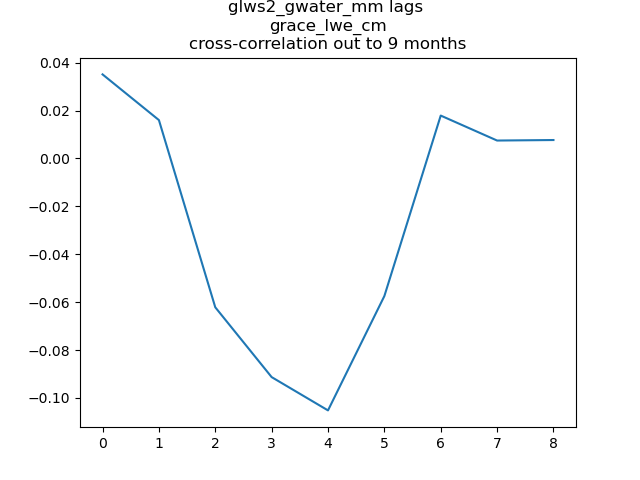 glws2_gwater_mm lags
grace_lwe_cm
cross-correlation out to 9 months
0.04
0.02
0.00
−0.02
−0.04
−0.06
−0.08
−0.10
0 1 2 3 4 5 6 7 8